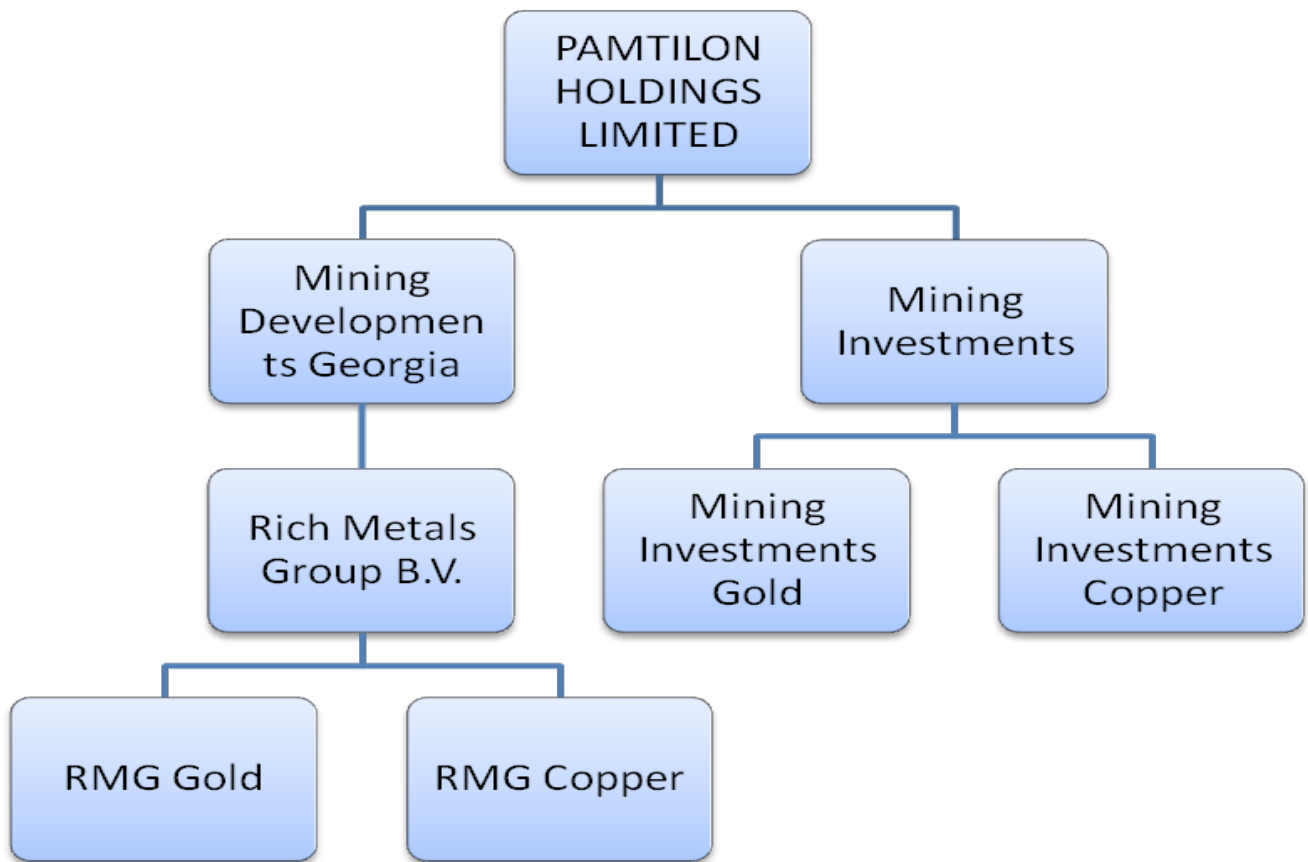 PAMTILON
HOLDINGS
LIMITED
Mining
Developmen
ts Georgia
Mining
Investments
Rich Metals
Group B.V.
Mining
Investments
Gold
Mining
Investments
Copper
RMG Gold
RMG Copper